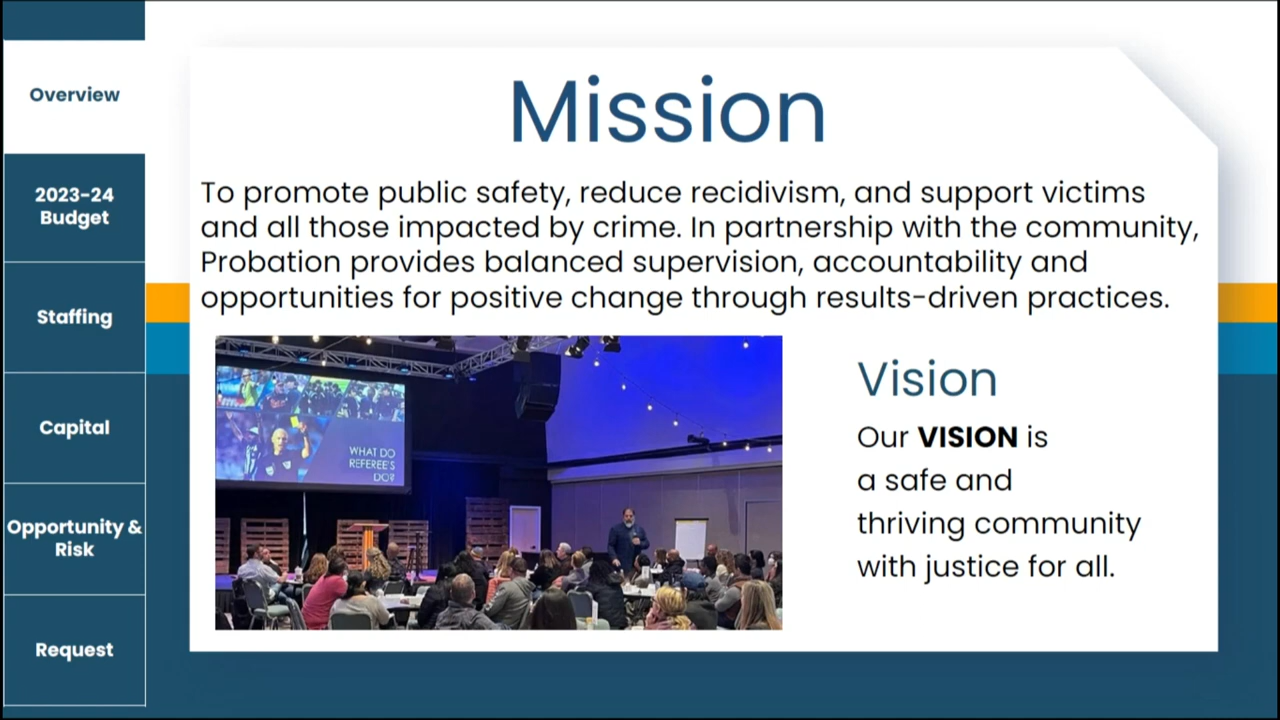 Overview
2023-24
Budget
Staffing
Capital
Opportunity &
Risk
Request
Mission
To promote public safety, reduce recidivism, and support victims
and all those impacted by crime. In partnership with the community,
Probation provides balanced supervision, accountability and
opportunities for positive change through results-driven practices.
WHAT DO
REFEREE'S
DO?
Vision
Our VISION is
a safe and
thriving community
with justice for all.